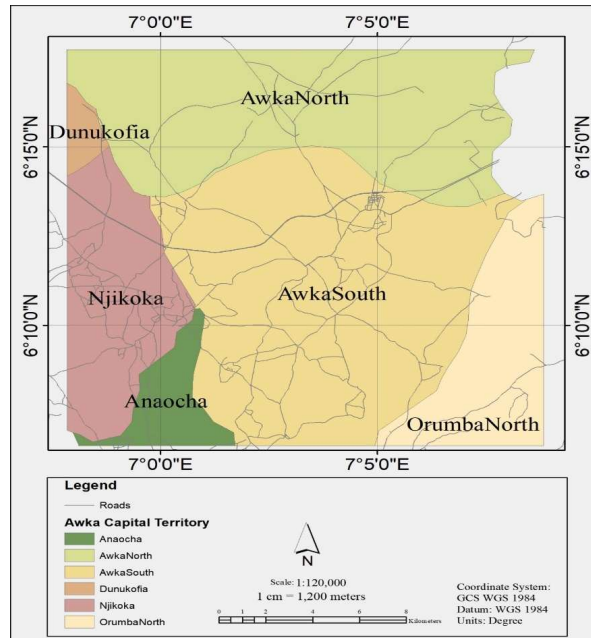 7°0'0"E 7°5'0"E
AwkaNorth
Dunukofia
6°15'0"N 6°15'0"N
Njikoka AwkaSouth
6°10'0"N 6°10'0"N
Anaocha
OrumbaNorth
7°0'0"E 7°5'0"E
Legend
Roads
Awka Capital Territory
Anaocha
AwkaNorth
AwkaSouth
Dunukofia
Njikoka
OrumbaNorth
N
Scale: 1:120,000
1 cm = 1,200 meters
0 1 2 4 6 8
Kilometers
Coordinate System:
GCS WGS 1984
Datum: WGS 1984
Units: Degree